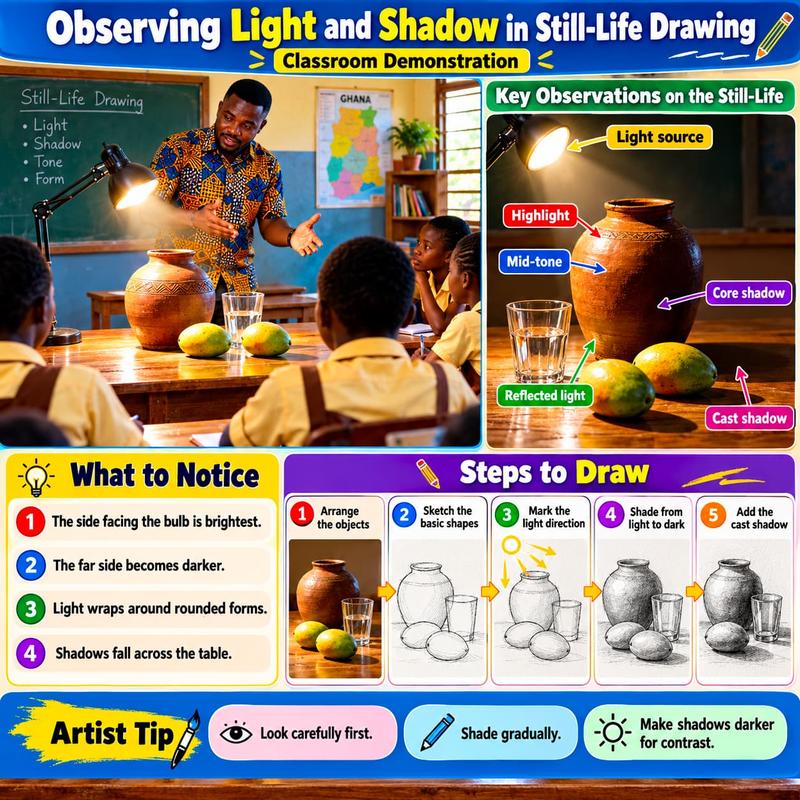 Observing Light and Shadow in Still-Life Drawing
Classroom Demonstration
Still-Life Drawing
• Light
• Shadow
• Tone
• Form
GHANA
Key Observations on the Still-Life
Light source
Highlight
Mid-tone
Core shadow
Reflected light
Cast shadow
What to Notice
1 The side facing the bulb is brightest.
2 The far side becomes darker.
3 Light wraps around rounded forms.
4 Shadows fall across the table.
Steps to Draw
1 Arrange
the objects
2 Sketch the
basic shapes
3 Mark the
light direction
4 Shade from
light to dark
5 Add the
cast shadow
Artist Tip
Look carefully first.
Shade gradually.
Make shadows darker
for contrast.